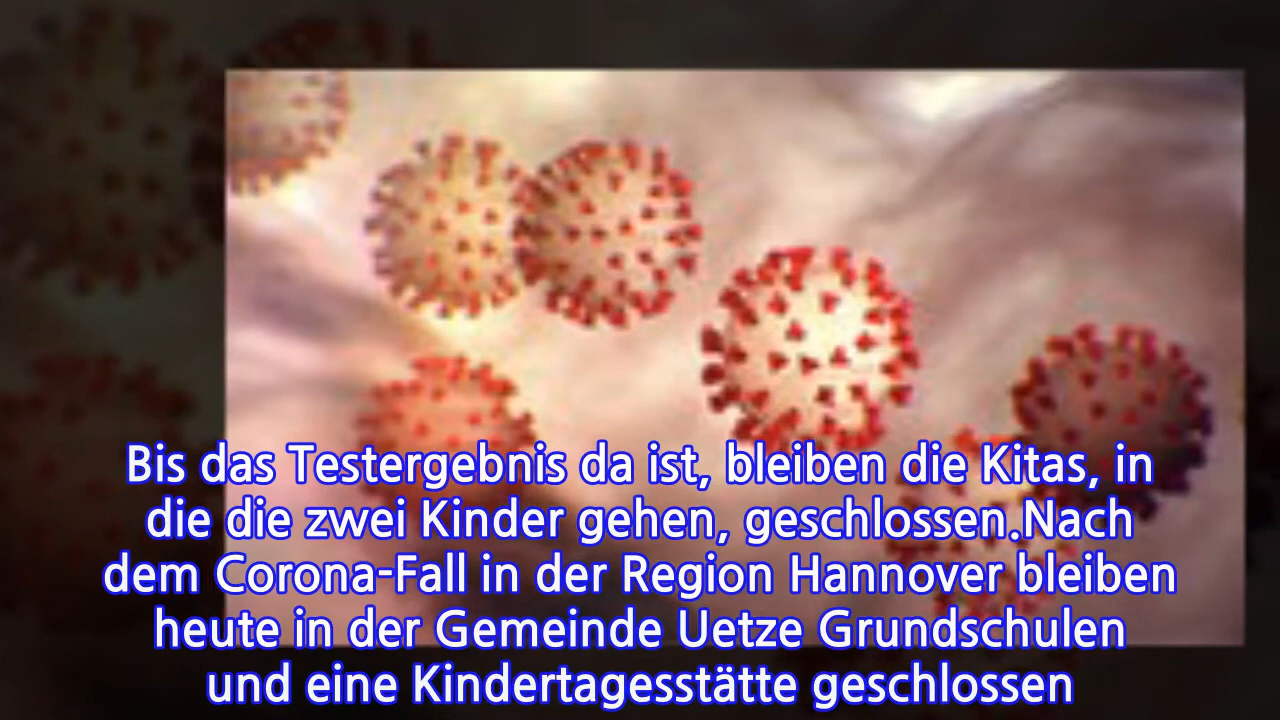 Bis das Testergebnis da ist, bleiben die Kitas, in
die die zwei Kinder gehen, geschlossen.Nach
dem Corona-Fall in der Region Hannover bleiben
heute in der Gemeinde Uetze Grundschulen
und eine Kindertagesstätte geschlossen